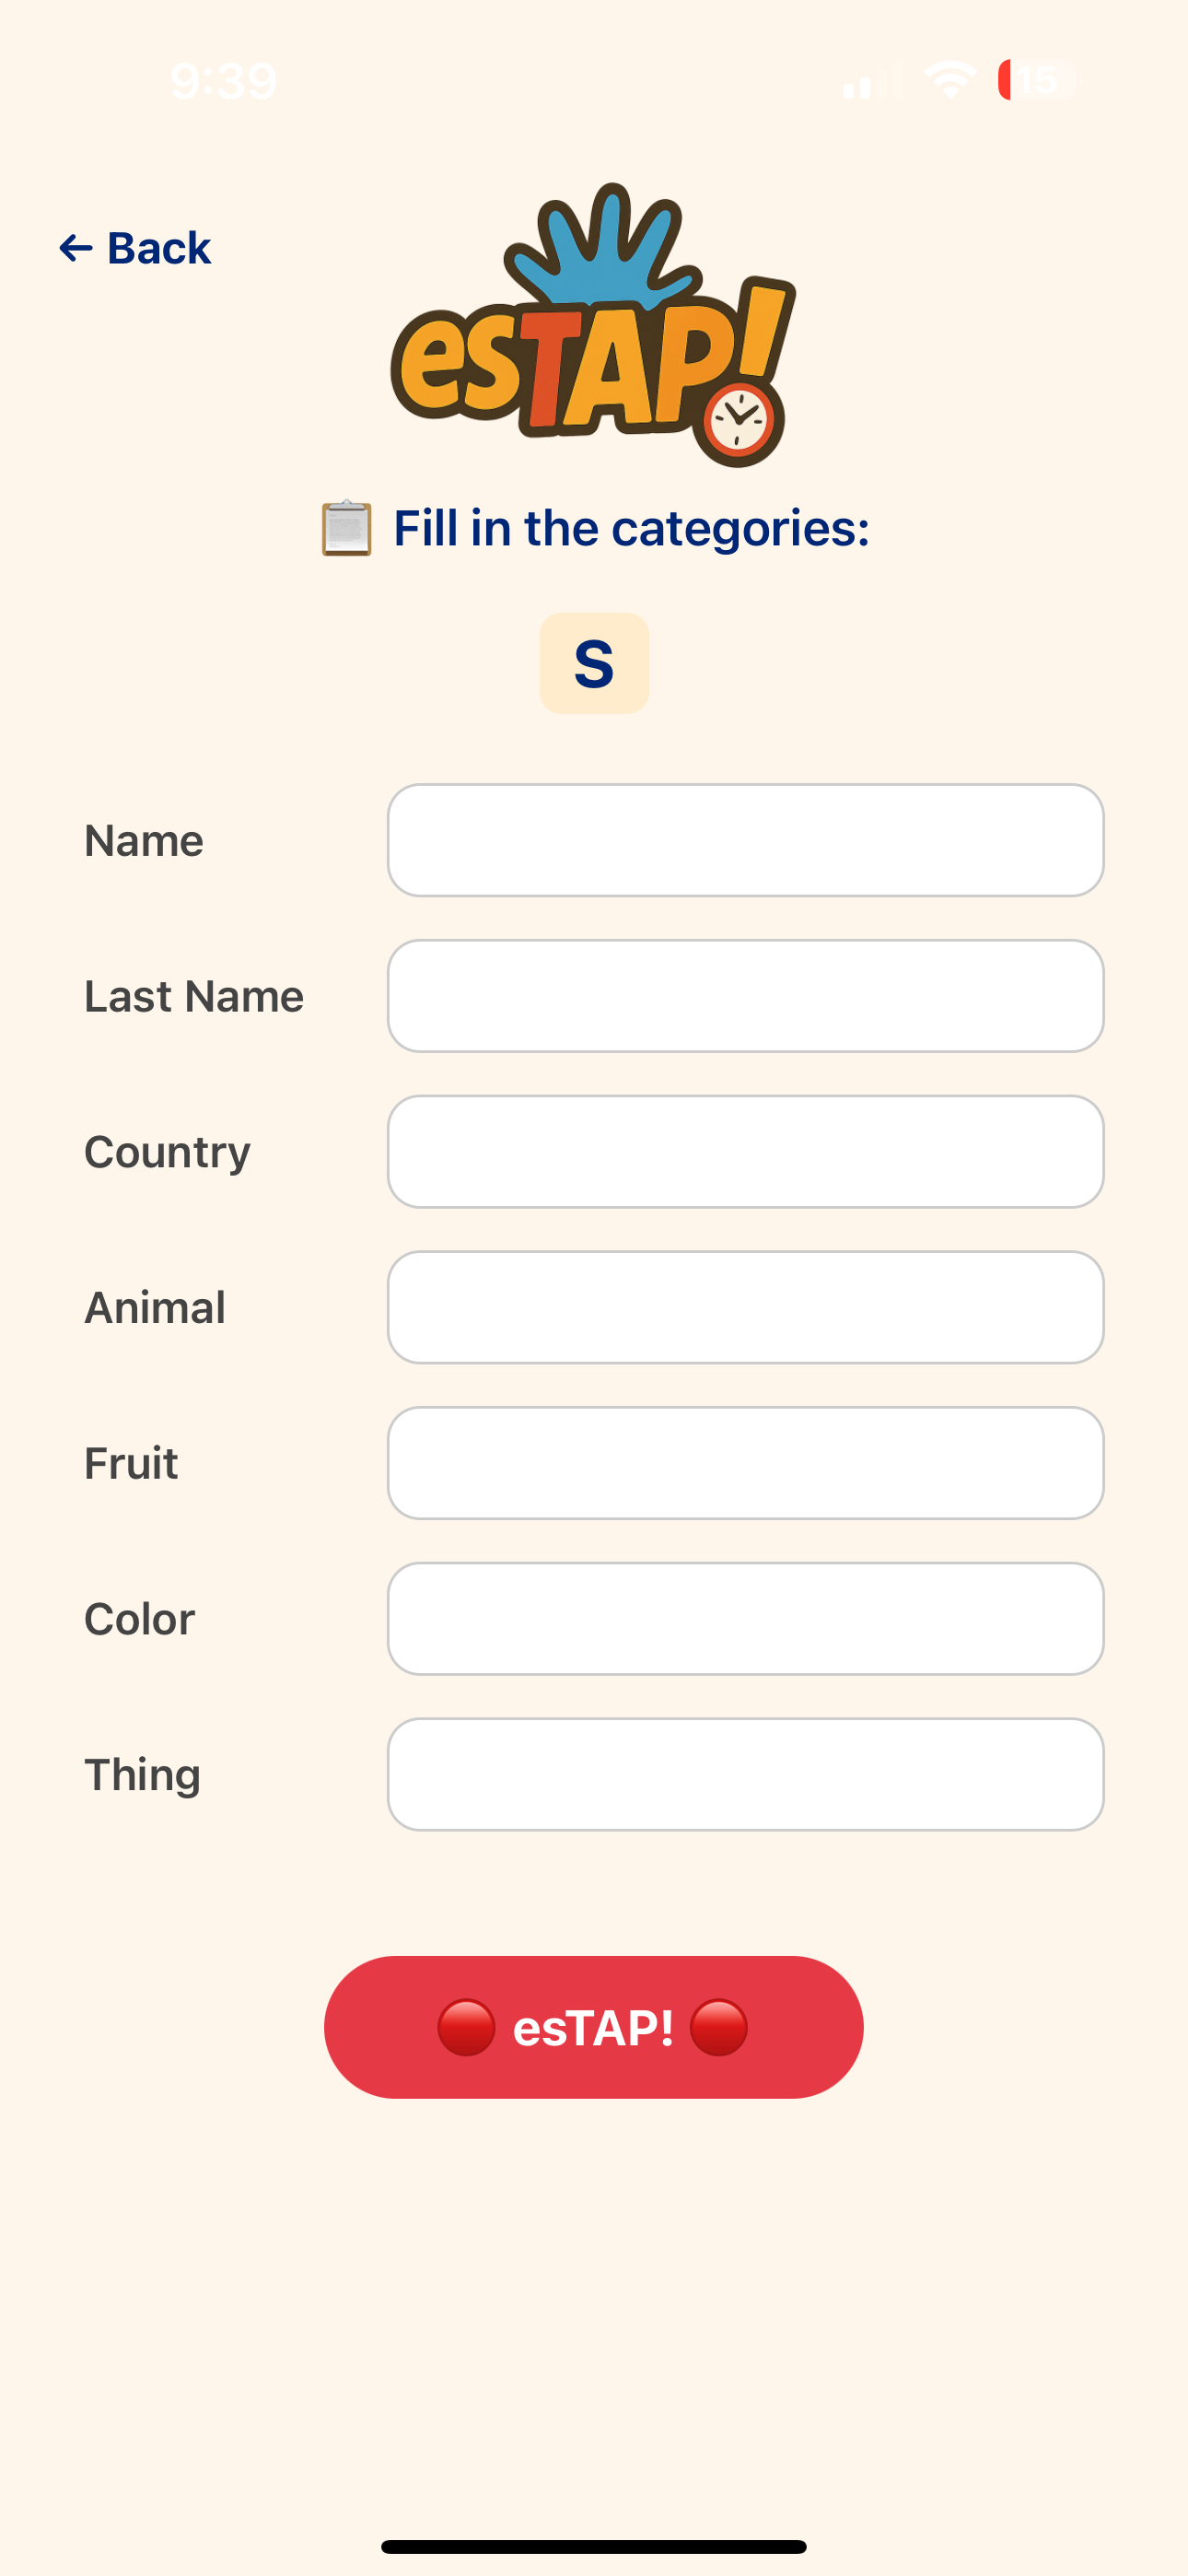 9:39
15
← Back
esTAP!
📋 Fill in the categories:
S
Name
Last Name
Country
Animal
Fruit
Color
Thing
🔴 esTAP! 🔴